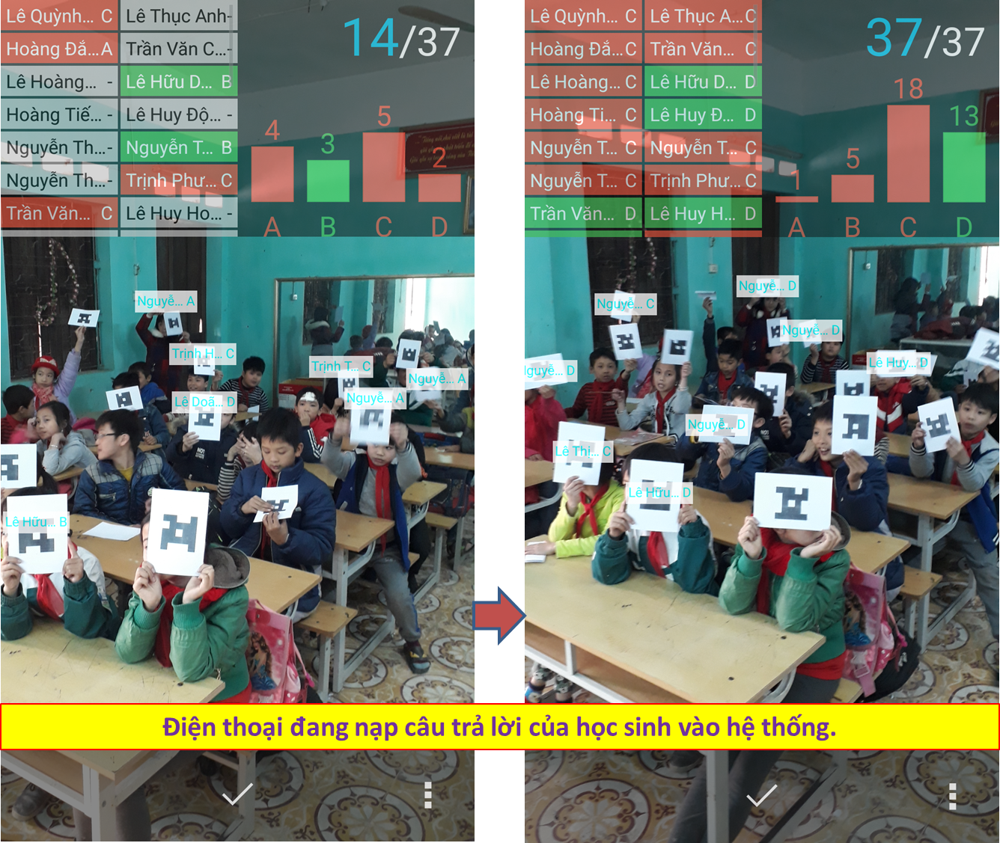 Lê Quỳnh... C
Lê Thục Anh-
Hoàng Đắ...A
Trần Văn C...-
Lê Hoàng... -
Lê Hữu D... B
Hoàng Tiế... -
Lê Huy Độ... -
Nguyễn Th...-
Nguyễn T... B
Nguyễn Th...-
Trịnh Phư... C
Trần Văn... C
Lê Huy Ho... -
14/37
4
3
5
2
A
B
C
D
Nguyễ... A
Trịnh H... C
Trịnh T... C
Nguyễ... A
Nguyễ... A
Lê Doã... D
Lê Hữu... B
Lê Quỳnh... C
Lê Thục A...C
Hoàng Đắ...C
Trần Văn... C
Lê Hoàng... C
Lê Hữu D... D
Hoàng Ti... C
Lê Huy Đ... D
Nguyễn T... C
Nguyễn T... C
Nguyễn T... C
Trịnh Phư... C
Trần Văn... D
Lê Huy H... D
37/37
1
5
18
13
A
B
C
D
Nguyễ... D
Nguyễ... C
Nguyễ... D
guyễ... D
Lê Huy... D
Nguyễ... D
Lê Thị... C
Lê Hữu... D
Điện thoại đang nạp câu trả lời của học sinh vào hệ thống.